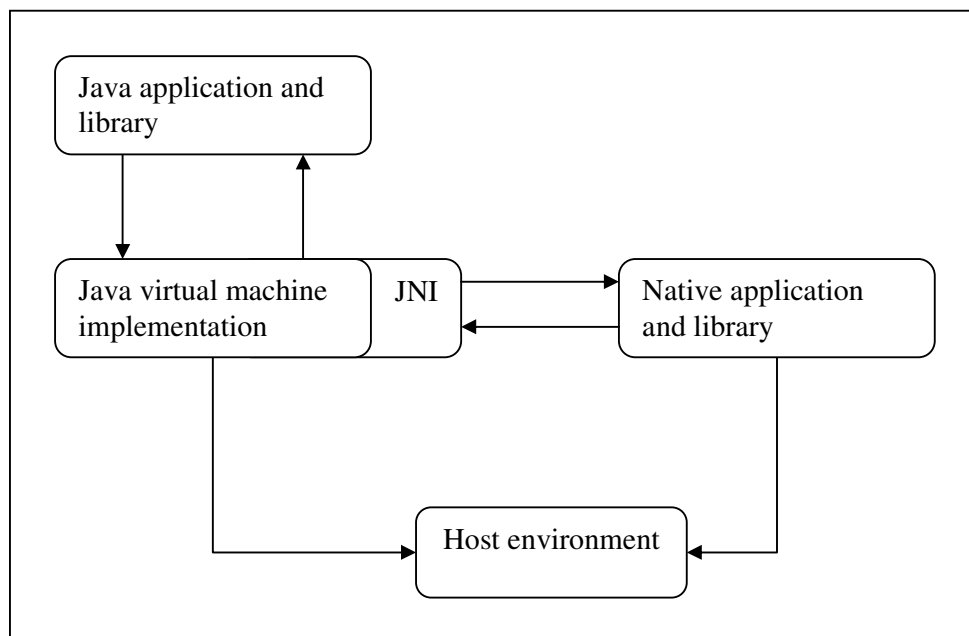 Java application and
library
Java virtual machine
implementation
JNI
Native application
and library
Host environment